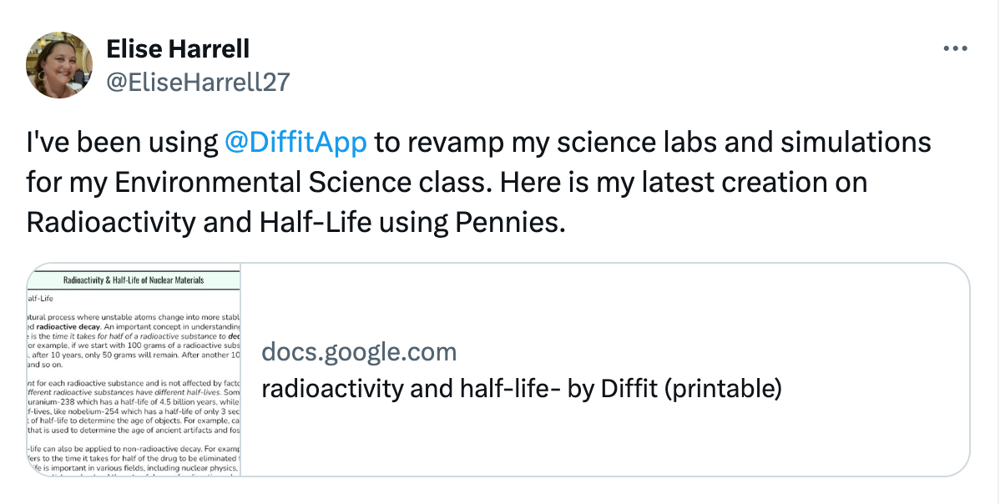 Elise Harrell
@EliseHarrell27
I've been using @DiffitApp to revamp my science labs and simulations
for my Environmental Science class. Here is my latest creation on
Radioactivity and Half-Life using Pennies.
Radioactivity & Half-Life of Nuclear Materials
alf-Life
tural process where unstable atoms change into more stabl
ed radioactive decay. An important concept in understanding
e is the time it takes for half of a radioactive substance to dec
or example, if we start with 100 grams of a radioactive subs
, after 10 years, only 50 grams will remain. After another 10
and so on.
nt for each radioactive substance and is not affected by facto
fferent radioactive substances have different half-lives. Som
uranium-238 which has a half-life of 4.5 billion years, while
f-lives, like nobelium-254 which has a half-life of only 3 sec
of half-life to determine the age of objects. For example, ca
that is used to determine the age of ancient artifacts and fos
-life can also be applied to non-radioactive decay. For examp
fers to the time it takes for half of the drug to be eliminated
ife is important in various fields, including nuclear physics,
docs.google.com
radioactivity and half-life- by Diffit (printable)